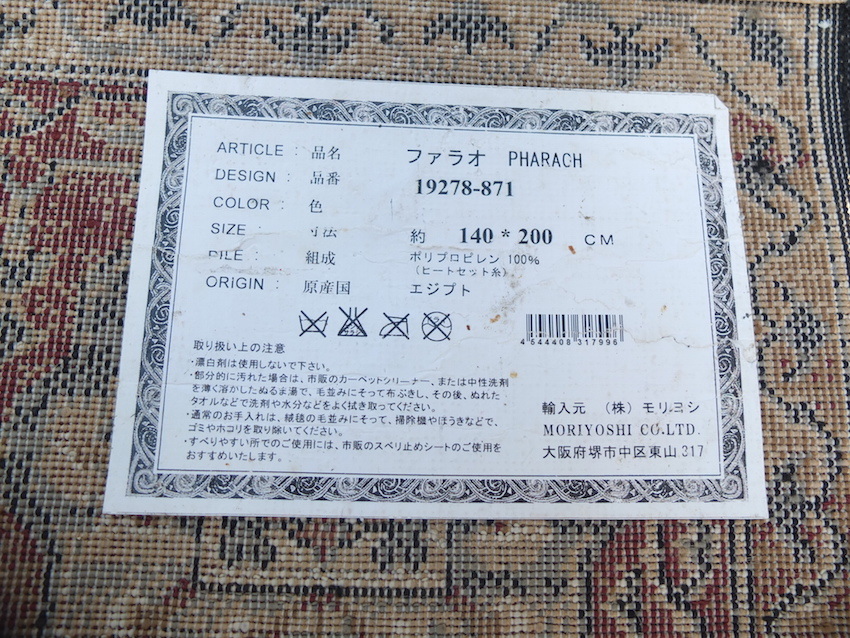 ARTICLE : 品名 ファラオ PHARACH
DESIGN : 品番 19278-871
COLOR : 色
SIZE : 寸法 約 140 * 200 CM
PILE : 組成 ポリプロピレン 100%
(ヒートセット糸)
ORiGIN : 原産国 エジプト
4544408317996
取り扱い上の注意
・漂白剤は使用しないで下さい。
・部分的に汚れた場合は、市販のカーペットクリーナー、または中性洗剤
を薄く溶かしたぬるま湯で、毛並みにそって布ぶきし、その後、ぬれた
タオルなどで洗剤や水分などをよく拭き取ってください。
・通常のお手入れは、絨毯の毛並みにそって、掃除機やほうきなどで、
ゴミやホコリを取り除いてください。
・すべりやすい所でのご使用には、市販のスベリ止めシートのご使用を
おすすめいたします。
輸入元 (株) モリヨシ
MORIYOSHI CO.LTD.
大阪府堺市中区東山 317